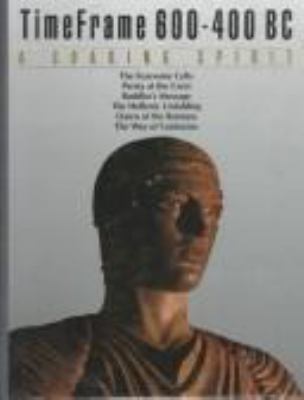 TimeFrame 600-400 BC
A SOARING SPIRIT
The Fearsome Celts
Persia at the Crest
Buddha's Message
The Hellenic Unfolding
Dawn of the Romans
The Way of Confucius